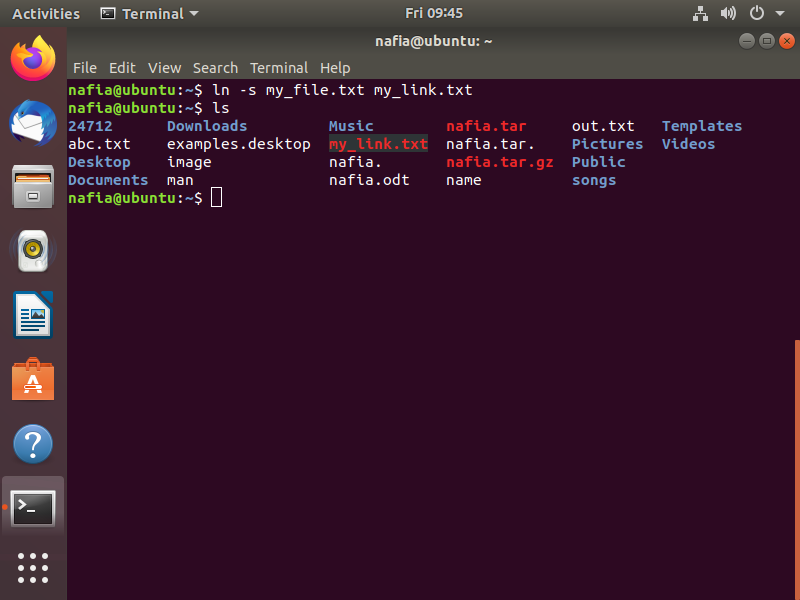 Activities Terminal Fri 09:45
nafia@ubuntu: ~
File Edit View Search Terminal Help
nafia@ubuntu:~$ ln -s my_file.txt my_link.txt
nafia@ubuntu:~$ ls
24712 Downloads Music nafia.tar out.txt Templates
abc.txt examples.desktop my_link.txt nafia.tar. Pictures Videos
Desktop image nafia. nafia.tar.gz Public
Documents man nafia.odt name songs
nafia@ubuntu:~$